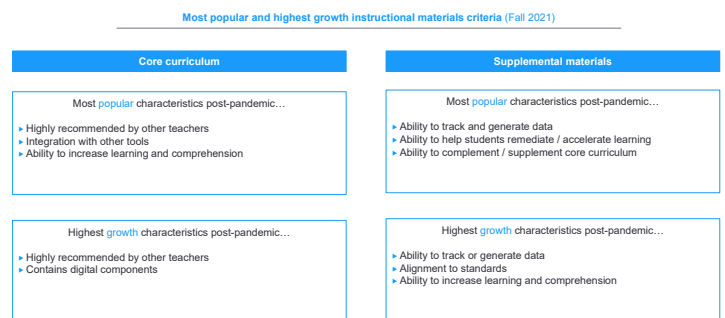 Most popular and highest growth instructional materials criteria (Fall 2021)
Core curriculum
Most popular characteristics post-pandemic…
▸ Highly recommended by other teachers
▸ Integration with other tools
▸ Ability to increase learning and comprehension
Highest growth characteristics post-pandemic…
▸ Highly recommended by other teachers
▸ Contains digital components
Supplemental materials
Most popular characteristics post-pandemic…
▸ Ability to track and generate data
▸ Ability to help students remediate / accelerate learning
▸ Ability to complement / supplement core curriculum
Highest growth characteristics post-pandemic…
▸ Ability to track or generate data
▸ Alignment to standards
▸ Ability to increase learning and comprehension